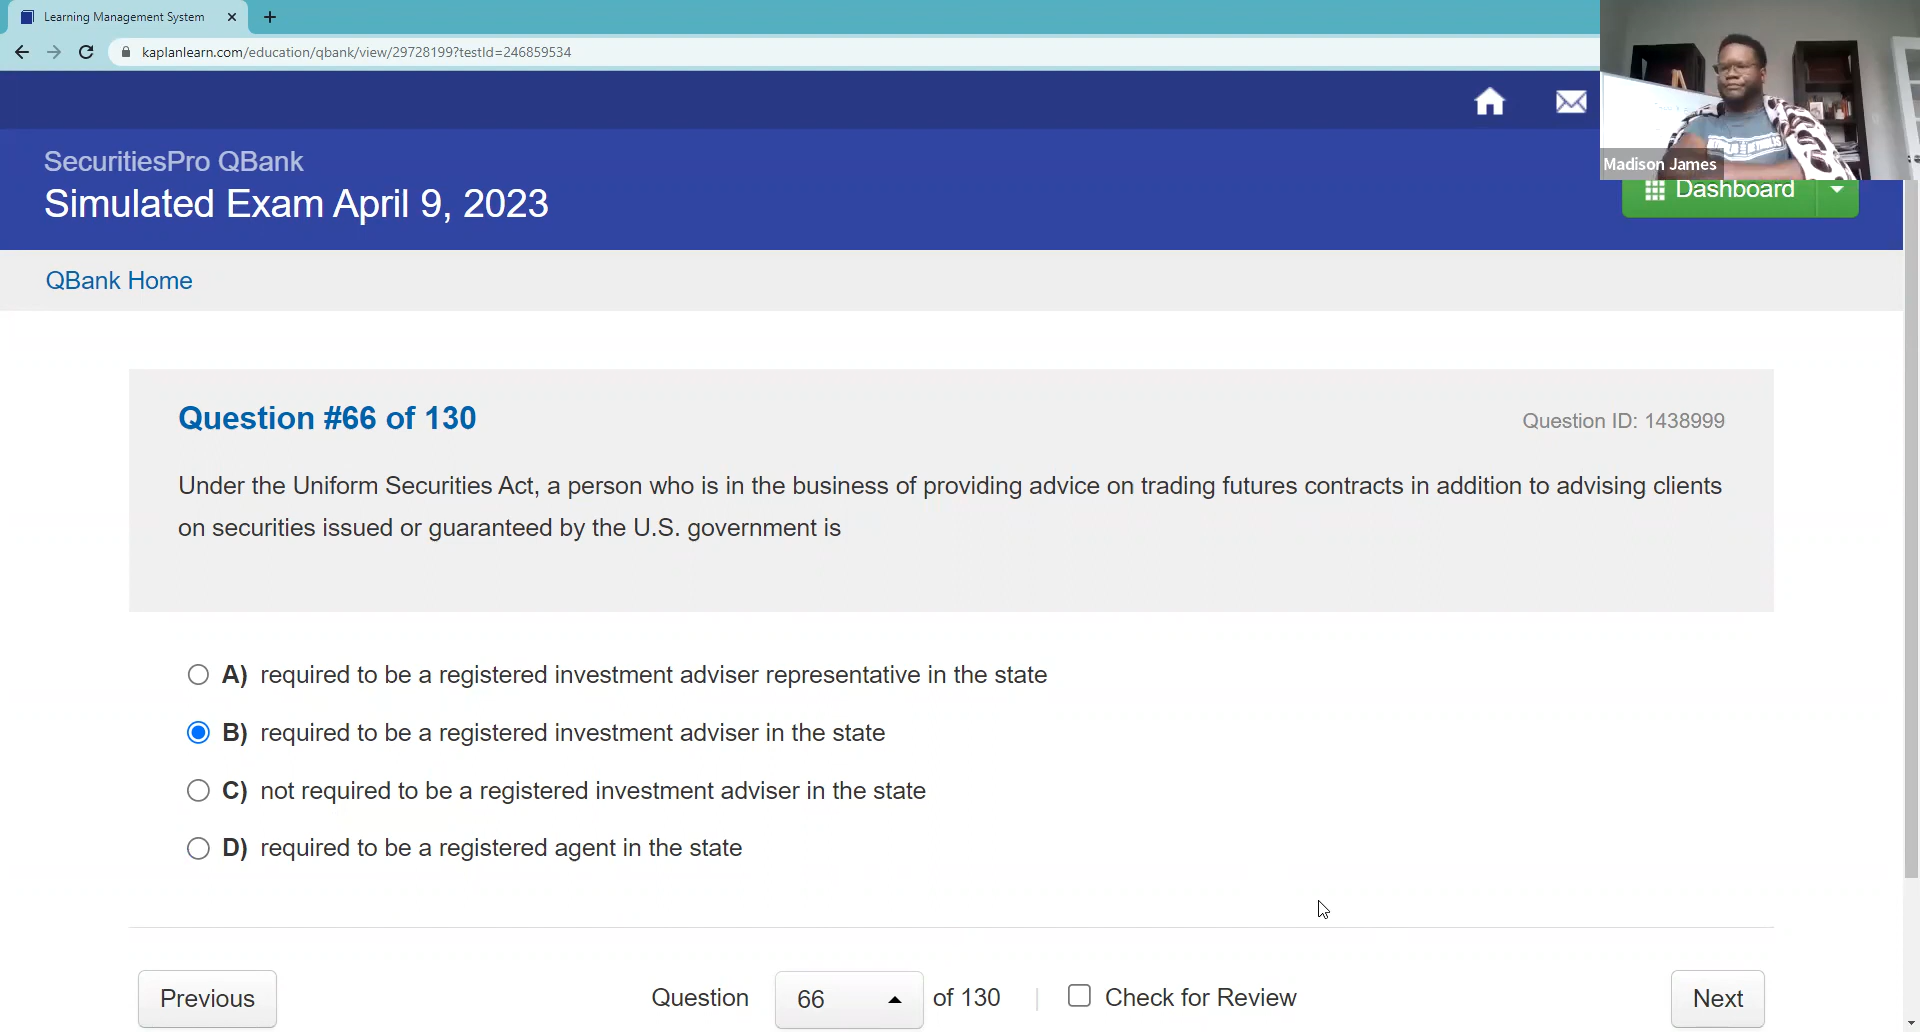 Learning Management System
kaplanlearn.com/education/qbank/view/29728199?testId=246859534
Madison James
SecuritiesPro QBank
Simulated Exam April 9, 2023
Dashboard
QBank Home
Question #66 of 130
Question ID: 1438999
Under the Uniform Securities Act, a person who is in the business of providing advice on trading futures contracts in addition to advising clients
on securities issued or guaranteed by the U.S. government is
A) required to be a registered investment adviser representative in the state
B) required to be a registered investment adviser in the state
C) not required to be a registered investment adviser in the state
D) required to be a registered agent in the state
Previous
Question 66 of 130 | Check for Review
Next